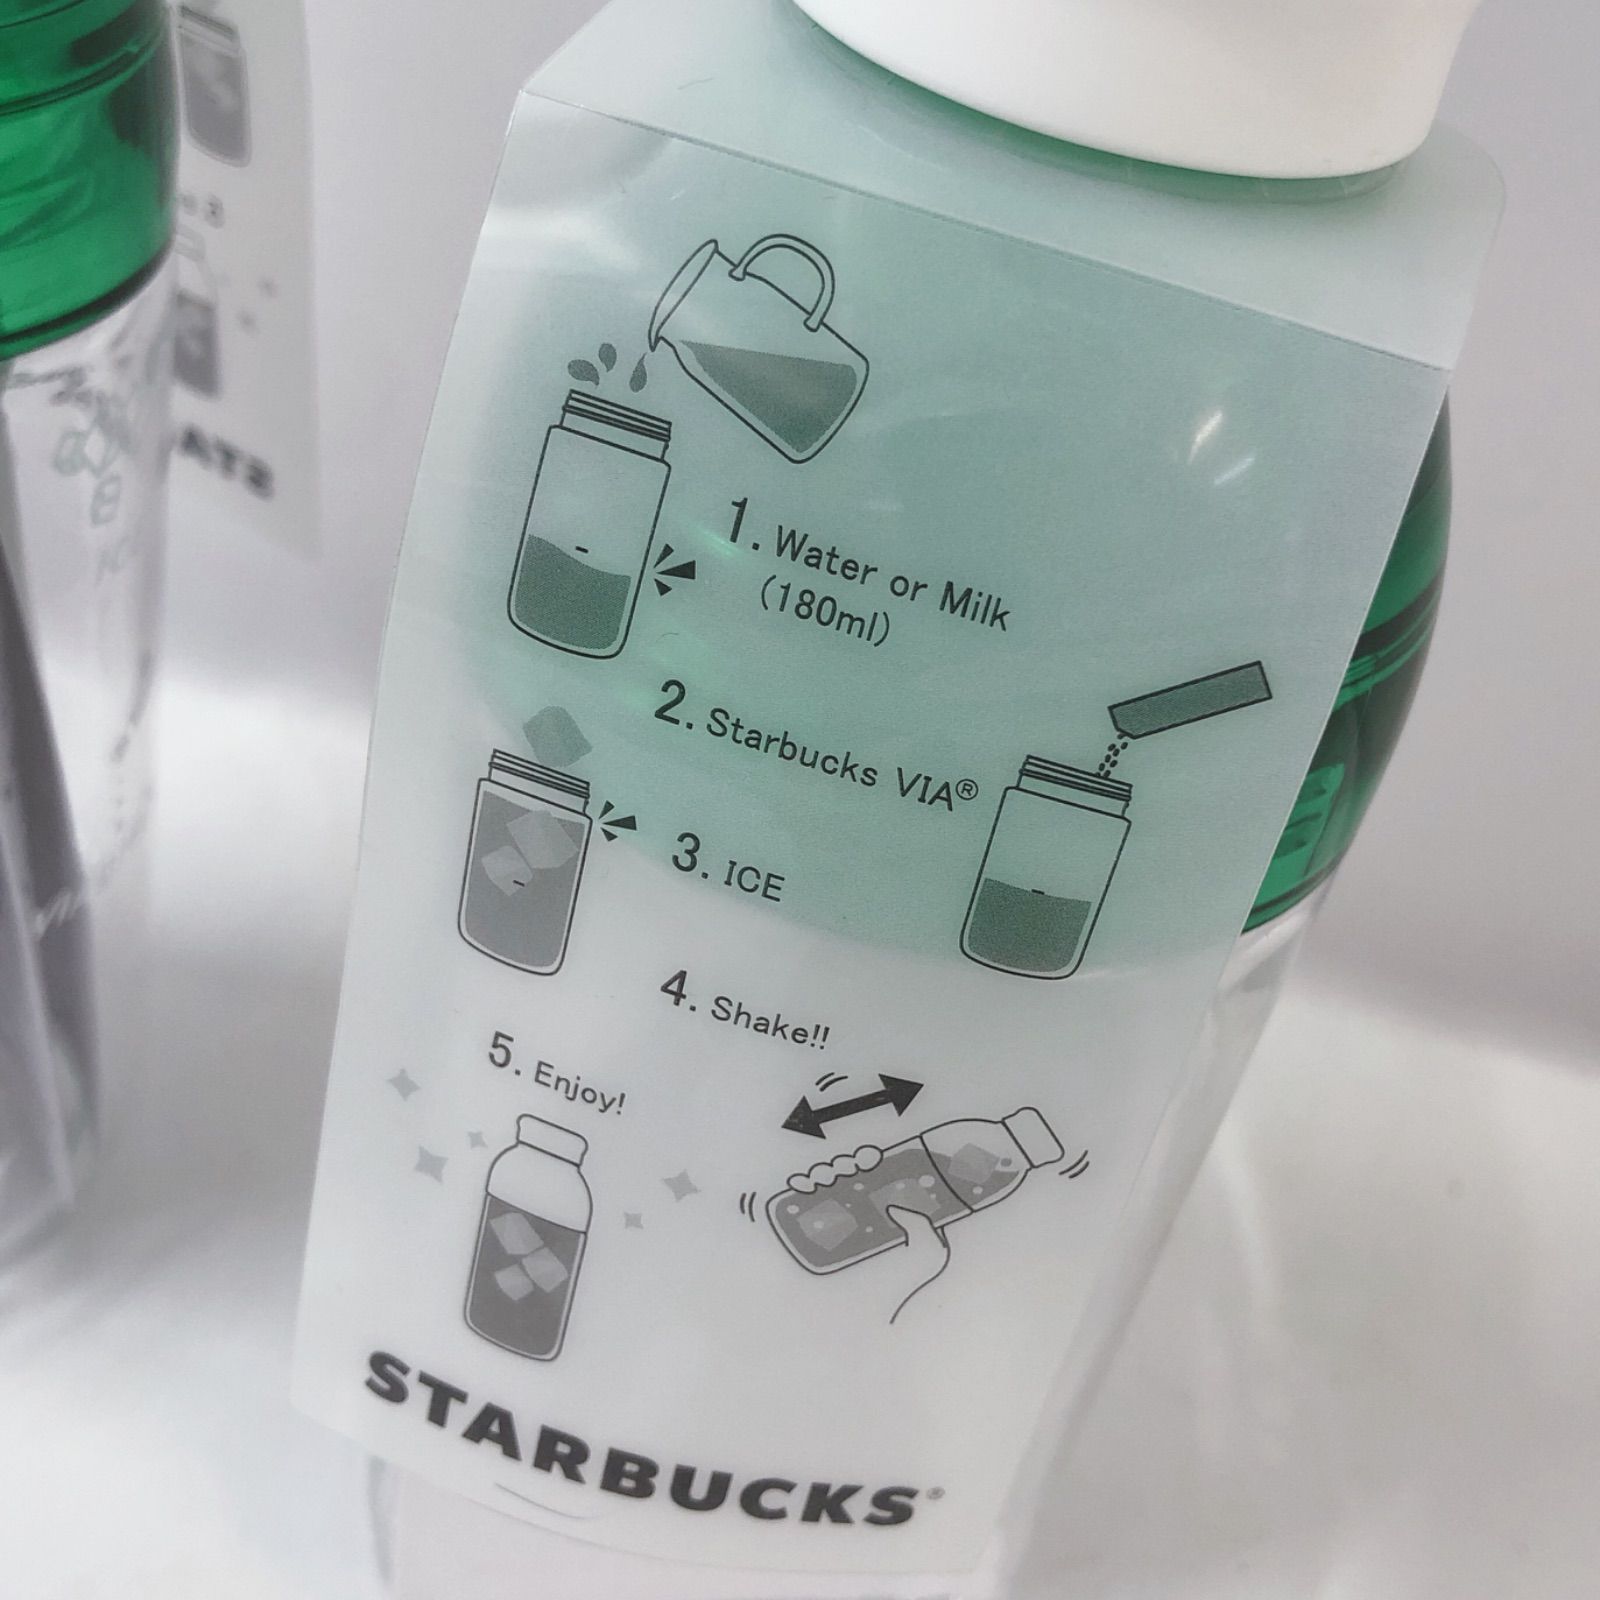 1. Water or Milk
(180ml)
2. Starbucks VIA®
3. ICE
4. Shake!!
5. Enjoy!
STARBUCKS®